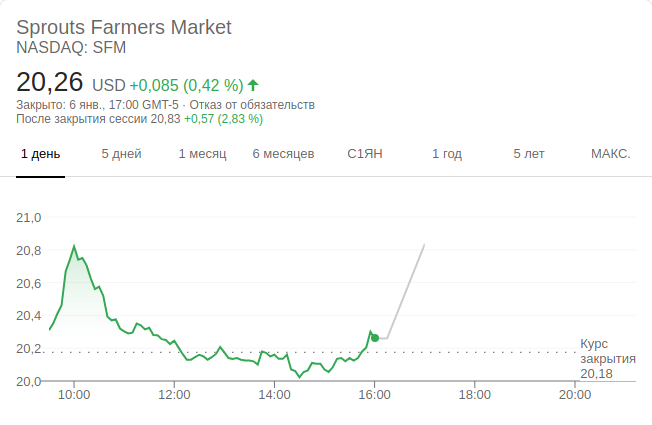 Sprouts Farmers Market
NASDAQ: SFM
20,26 USD +0,085 (0,42 %)
Закрыто: 6 янв., 17:00 GMT-5 · Отказ от обязательств
После закрытия сессии 20,83 +0,57 (2,83 %)
1 день 5 дней 1 месяц 6 месяцев С1ЯН 1 год 5 лет МАКС.
21,0
20,8
20,6
20,4
20,2
20,0
Курс
закрытия
20,18
10:00 12:00 14:00 16:00 18:00 20:00